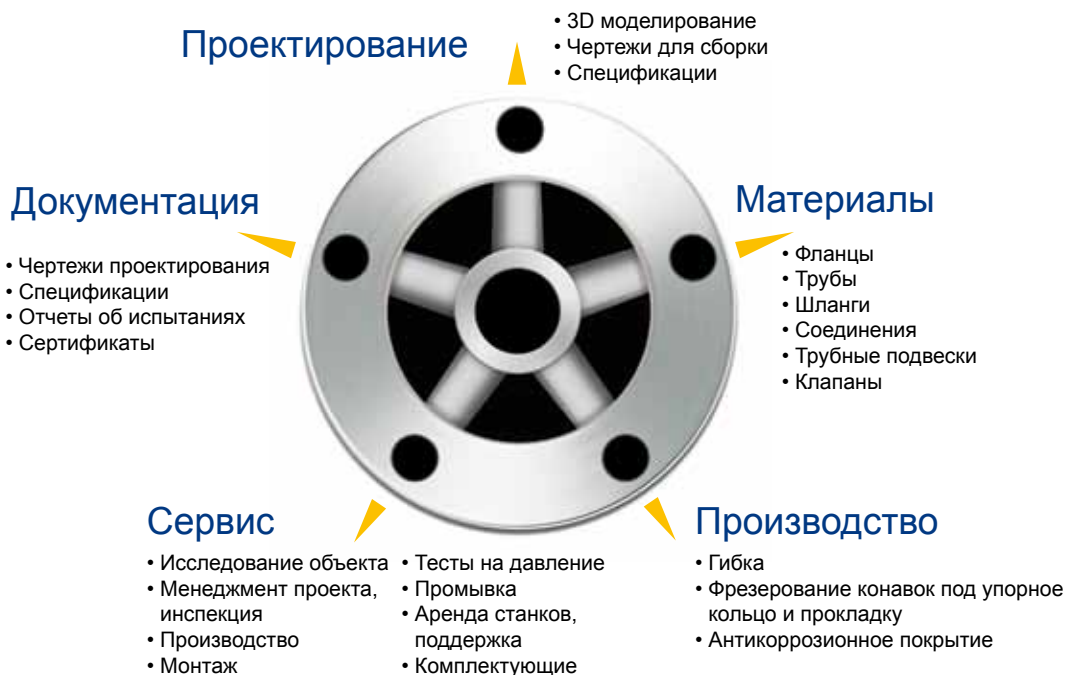 Проектирование
• 3D моделирование
• Чертежи для сборки
• Спецификации
Документация
• Чертежи проектирования
• Спецификации
• Отчеты об испытаниях
• Сертификаты
Материалы
• Фланцы
• Трубы
• Шланги
• Соединения
• Трубные подвески
• Клапаны
Сервис
• Исследование объекта
• Менеджмент проекта,
инспекция
• Производство
• Монтаж
• Тесты на давление
• Промывка
• Аренда станков,
поддержка
• Комплектующие
Производство
• Гибка
• Фрезерование конавок под упорное
кольцо и прокладку
• Антикоррозионное покрытие